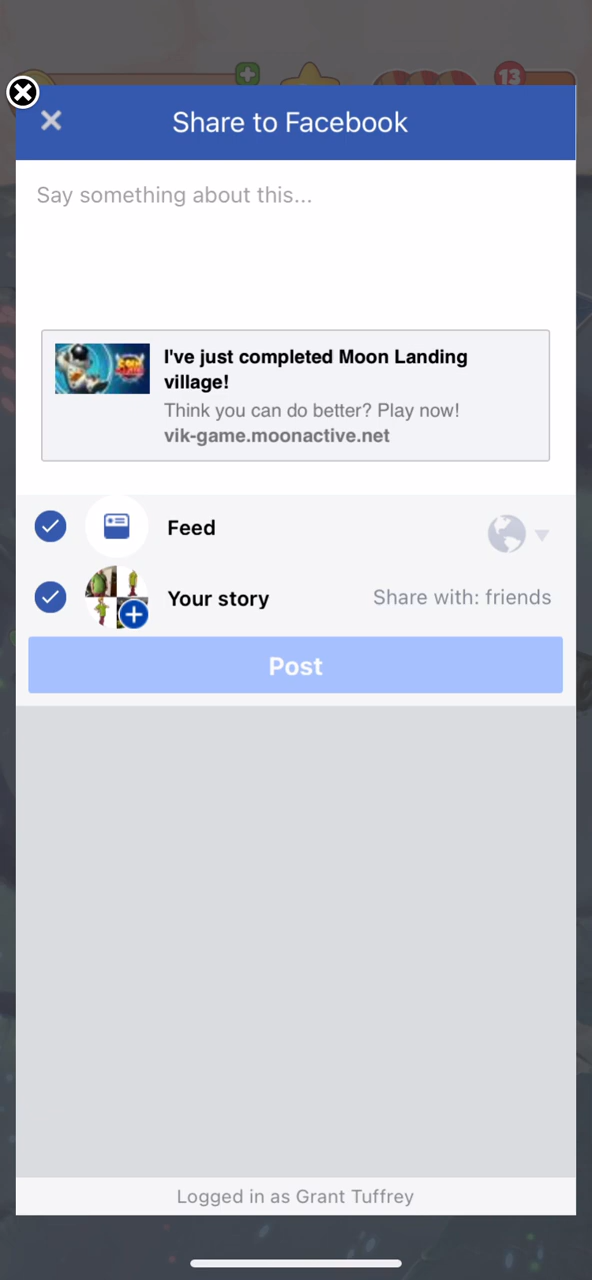 13
Share to Facebook
Say something about this...
I've just completed Moon Landing
village!
Think you can do better? Play now!
vik-game.moonactive.net
Feed
Your story
Share with: friends
Post
Logged in as Grant Tuffrey